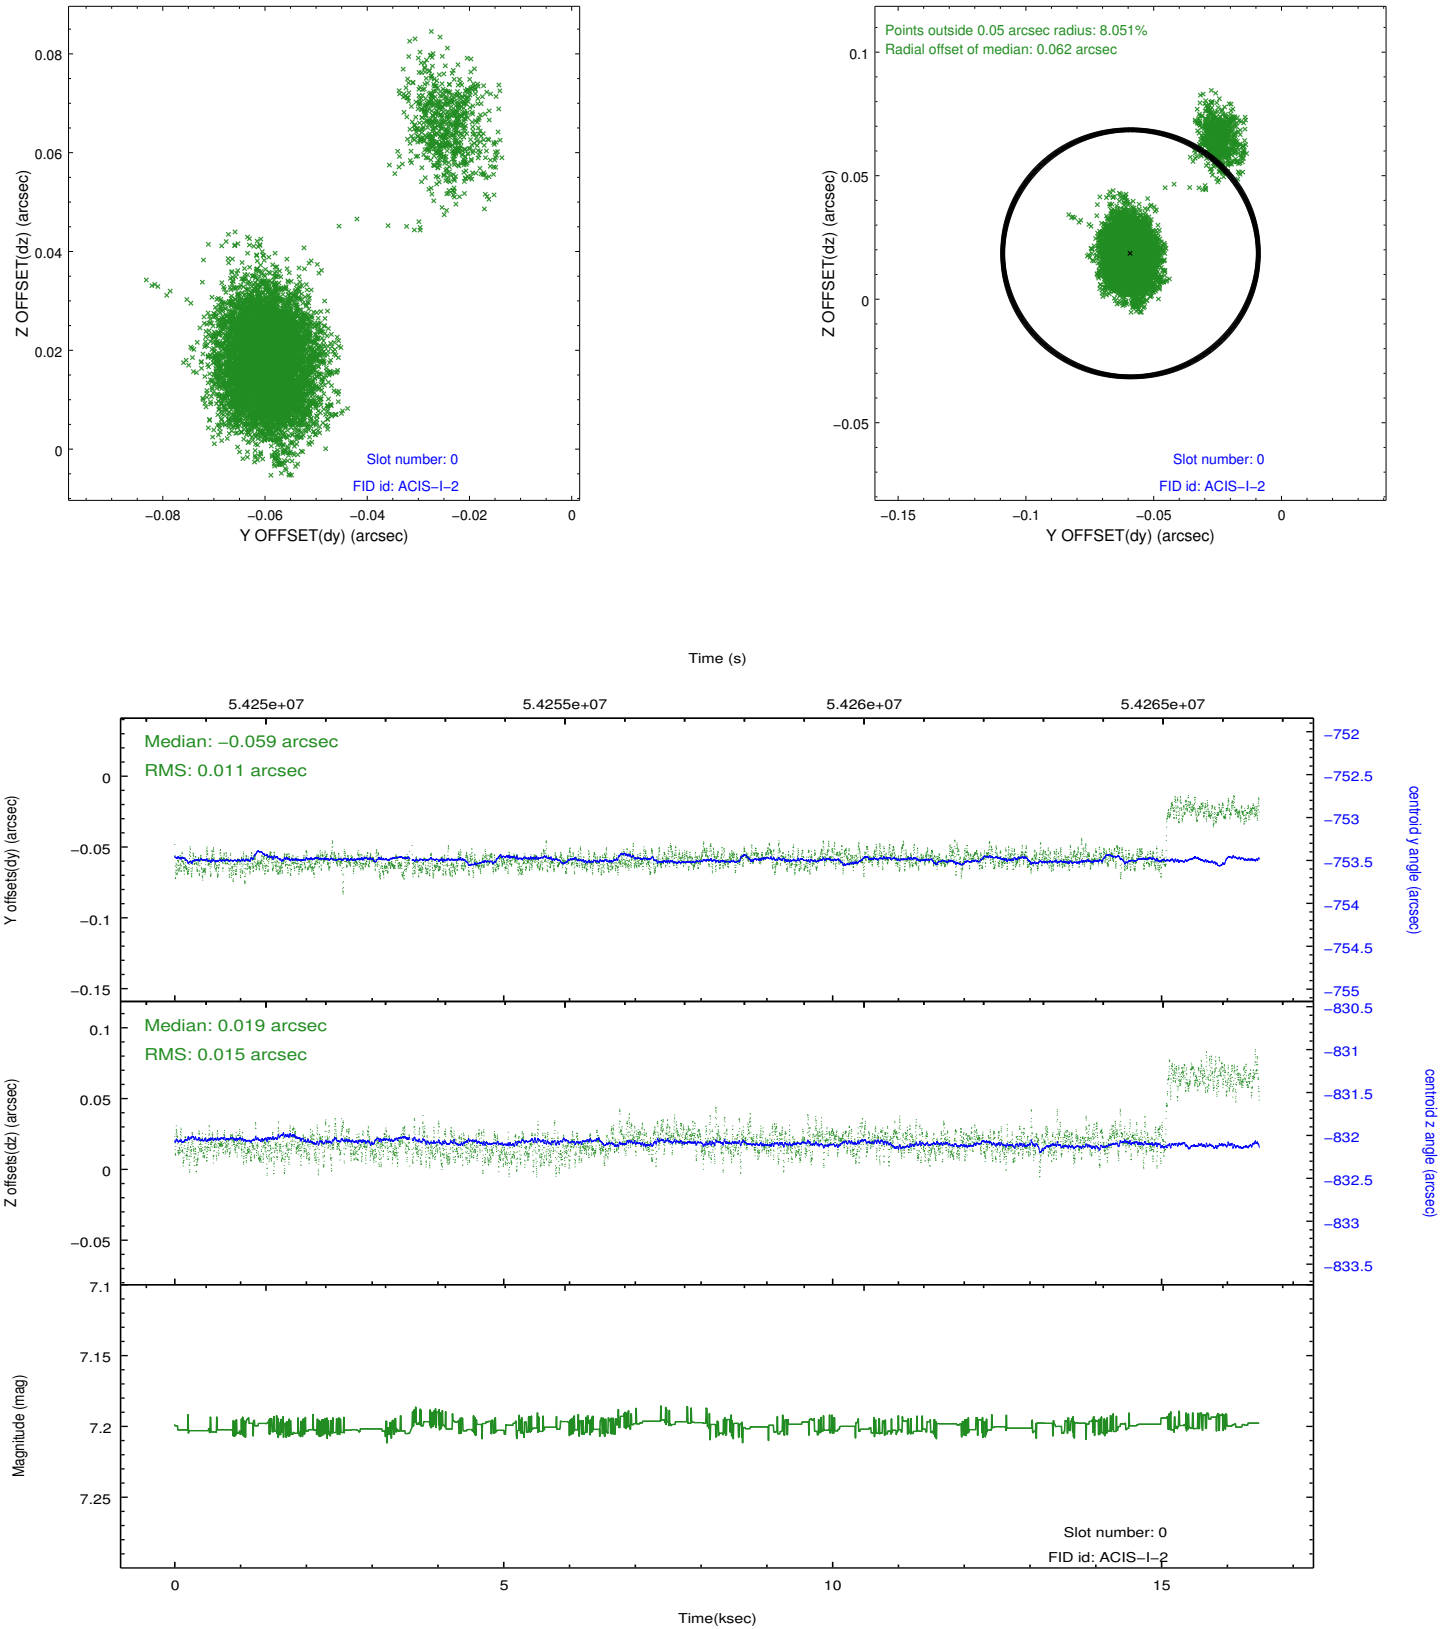 0.08
0.06
0.04
0.02
0
Z OFFSET(dz) (arcsec)
−0.08
−0.06
−0.04
−0.02
0
Y OFFSET(dy) (arcsec)
Slot number: 0
FID id: ACIS−I−2
Points outside 0.05 arcsec radius: 8.051%
Radial offset of median: 0.062 arcsec
0.1
0.05
0
−0.05
Z OFFSET(dz) (arcsec)
−0.15
−0.1
−0.05
0
Y OFFSET(dy) (arcsec)
Slot number: 0
FID id: ACIS−I−2
Time (s)
5.425e+07
5.4255e+07
5.426e+07
5.4265e+07
Median: −0.059 arcsec
RMS: 0.011 arcsec
0
−0.05
−0.1
−0.15
Y offsets(dy) (arcsec)
−752
−752.5
−753
−753.5
−754
−754.5
−755
centroid y angle (arcsec)
Median: 0.019 arcsec
RMS: 0.015 arcsec
0.1
0.05
0
−0.05
Z offsets(dz) (arcsec)
−830.5
−831
−831.5
−832
−832.5
−833
−833.5
centroid z angle (arcsec)
7.1
7.15
7.2
7.25
Magnitude (mag)
Slot number: 0
FID id: ACIS−I−2
0
5
10
15
Time(ksec)